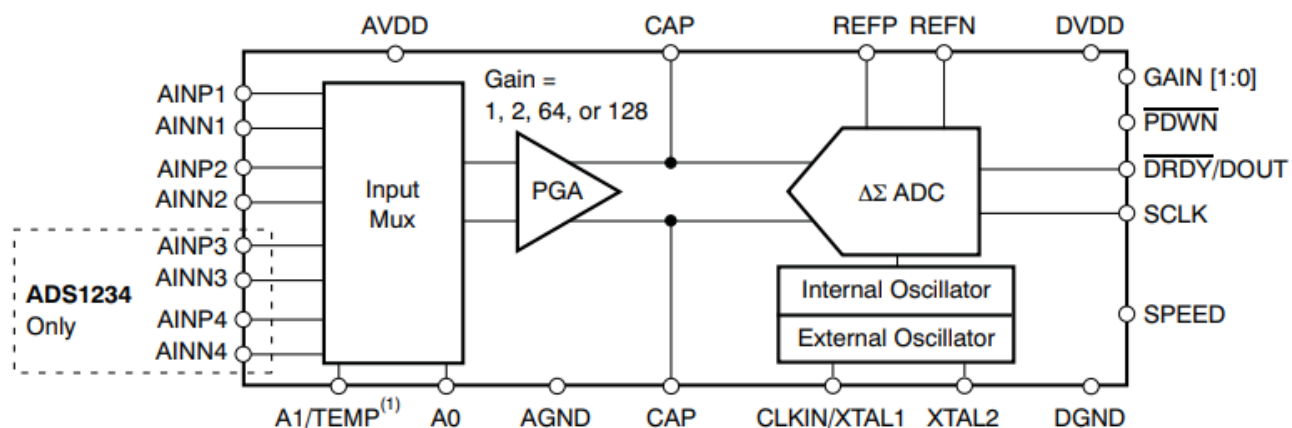 AVDD
CAP
REFP REFN
DVDD
Gain =
1, 2, 64, or 128
AINP1
AINN1
AINP2
AINN2
AINP3
AINN3
AINP4
AINN4
ADS1234
Only
Input
Mux
PGA
ΔΣ ADC
Internal Oscillator
External Oscillator
GAIN [1:0]
PDWN
DRDY/DOUT
SCLK
SPEED
A1/TEMP(1)
A0
AGND
CAP
CLKIN/XTAL1
XTAL2
DGND